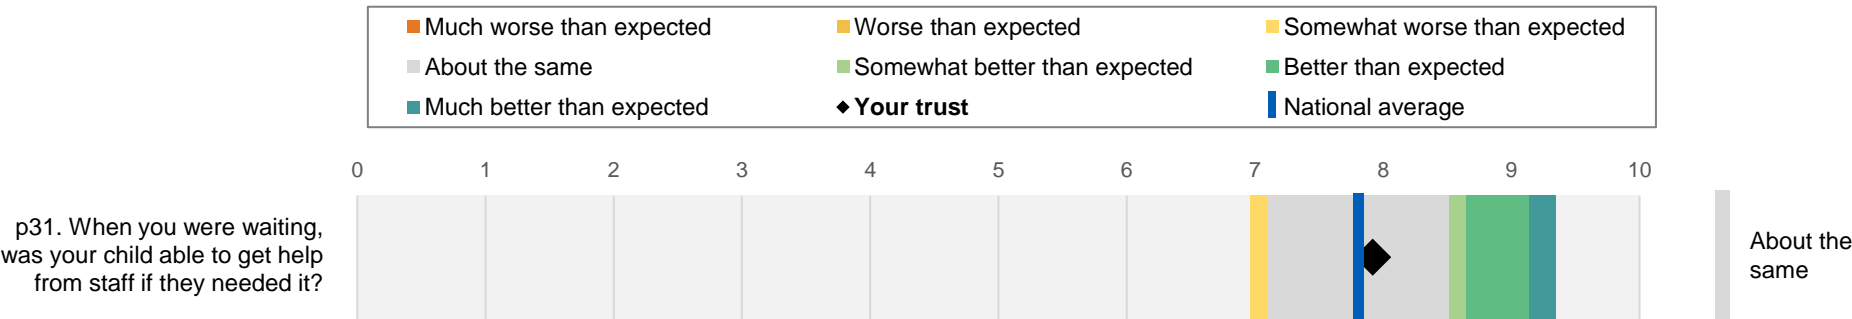 Much worse than expected
Worse than expected
Somewhat worse than expected
About the same
Somewhat better than expected
Better than expected
Much better than expected
Your trust
National average
0 1 2 3 4 5 6 7 8 9 10
p31. When you were waiting,
was your child able to get help
from staff if they needed it?
About the
same